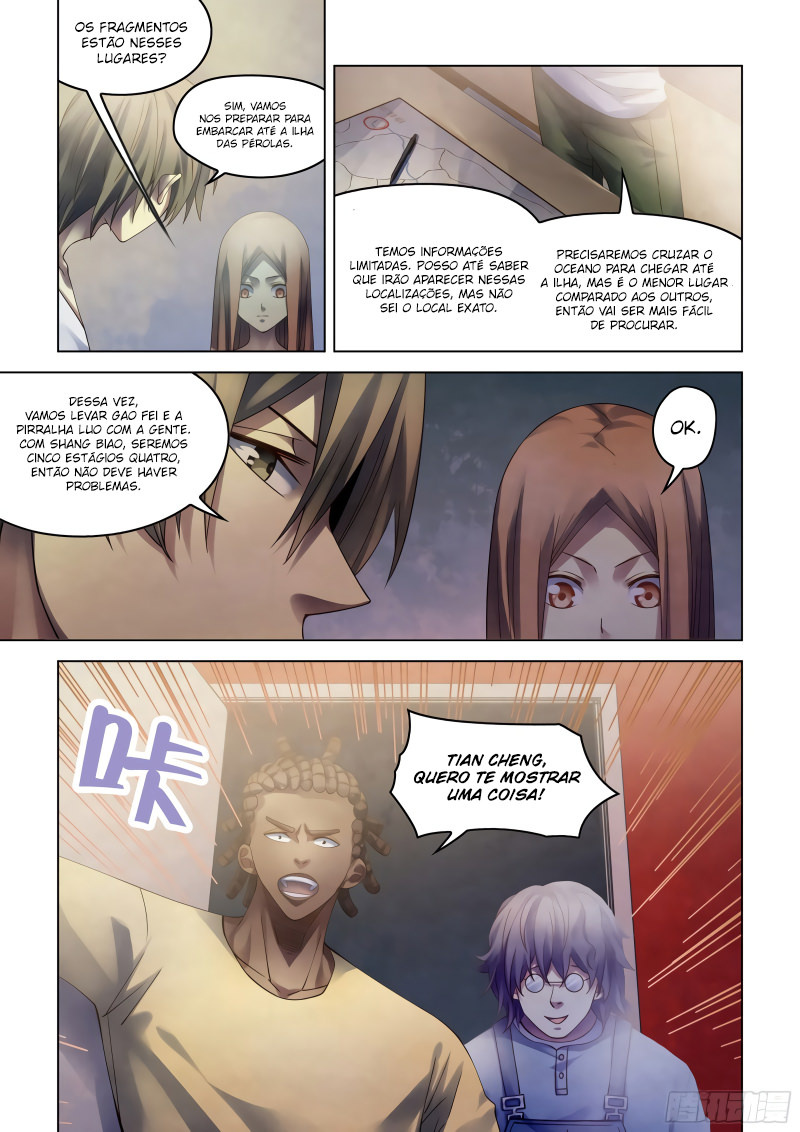 OS FRAGMENTOS
ESTÃO NESSES
LUGARES?
SIM, VAMOS
NOS PREPARAR PARA
EMBARCAR ATÉ A ILHA
DAS PÉROLAS.
TEMOS INFORMAÇÕES
LIMITADAS. POSSO ATÉ SABER
QUE IRÃO APARECER NESSAS
LOCALIZAÇÕES, MAS NÃO
SEI O LOCAL EXATO.
PRECISAREMOS CRUZAR O
OCEANO PARA CHEGAR ATÉ
A ILHA, MAS É O MENOR LUGAR
COMPARADO AOS OUTROS,
ENTÃO VAI SER MAIS FÁCIL
DE PROCURAR.
DESSA VEZ,
VAMOS LEVAR GAO FEI E A
PIRRALHA LUO COM A GENTE.
COM SHANG BIAO, SEREMOS
CINCO ESTÁGIOS QUATRO,
ENTÃO NÃO DEVE HAVER
PROBLEMAS.
OK.
咔
TIAN CHENG,
QUERO TE MOSTRAR
UMA COISA!
腾讯动漫